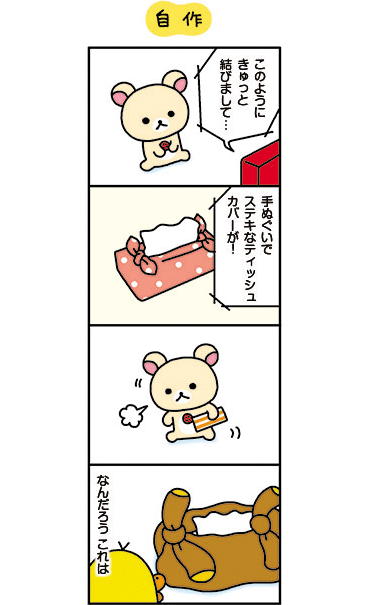 自作
このように
きゅっと
結びまして…
手ぬぐいで
ステキなティッシュ
カバーが！
なんだろう これは